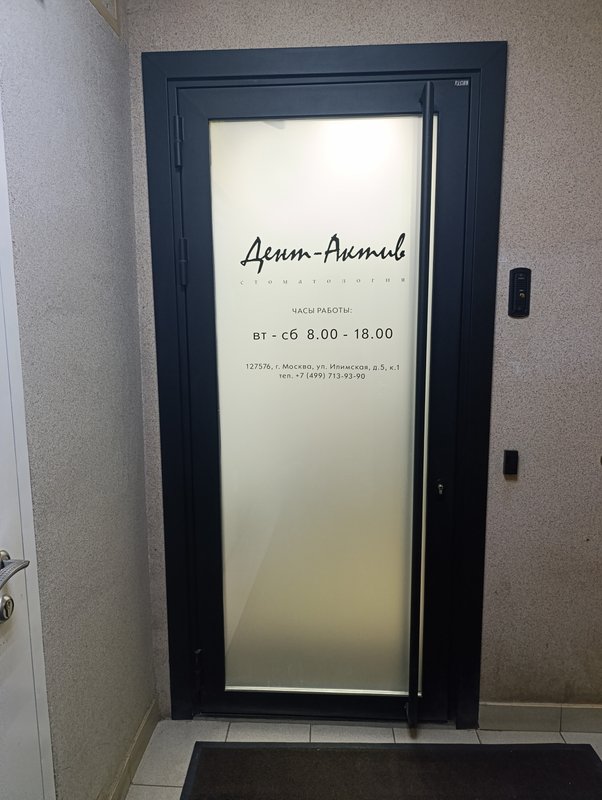 Дент-Актив
стоматология
ЧАСЫ РАБОТЫ:
вт - сб 8.00 - 18.00
127576, г. Москва, ул. Илимская, д.5, к.1
тел. +7 (499) 713-93-90